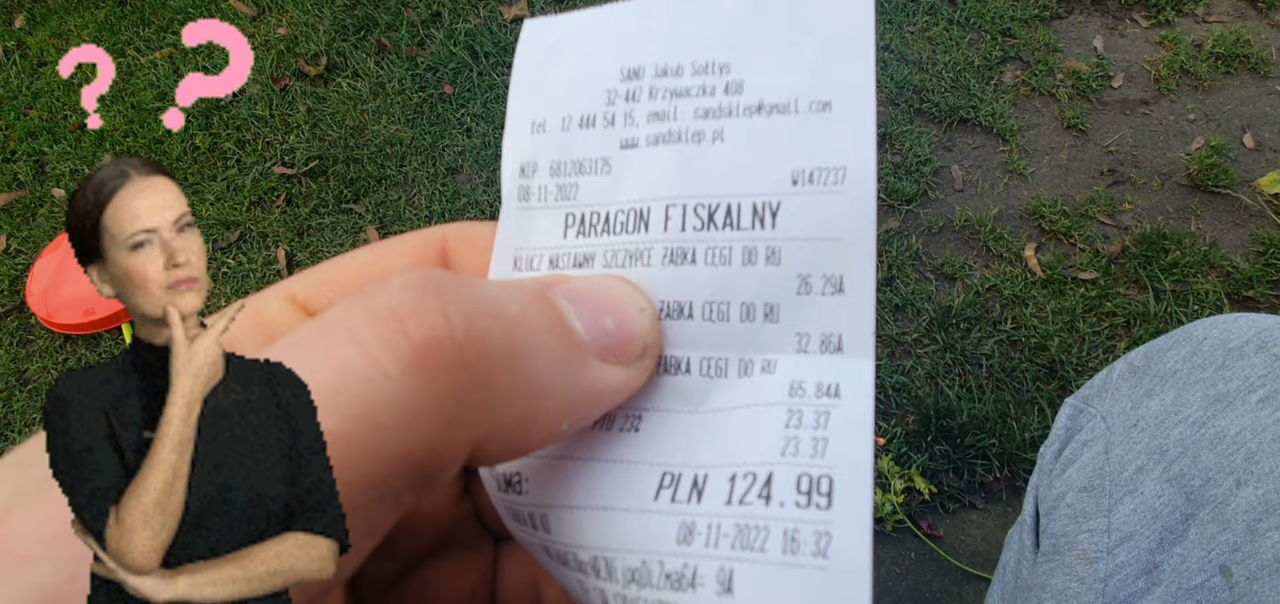 ? ?
SAND Jakub Sołtys
32-442 Krzywaczka 408
tel. 12 444 54 15, email: sandsklep@gmail.com
www.sandsklep.pl
NIP: 6812063175
08-11-2022 W147237
PARAGON FISKALNY
KLUCZ NASTAWNY SZCZYPCE ŻABKA CĘGI DO RU
26.29A
ŻABKA CĘGI DO RU
32.86A
ŻABKA CĘGI DO RU
65.84A
PTU 23% 23.37
23.37
PLN 124.99
08-11-2022 16:32